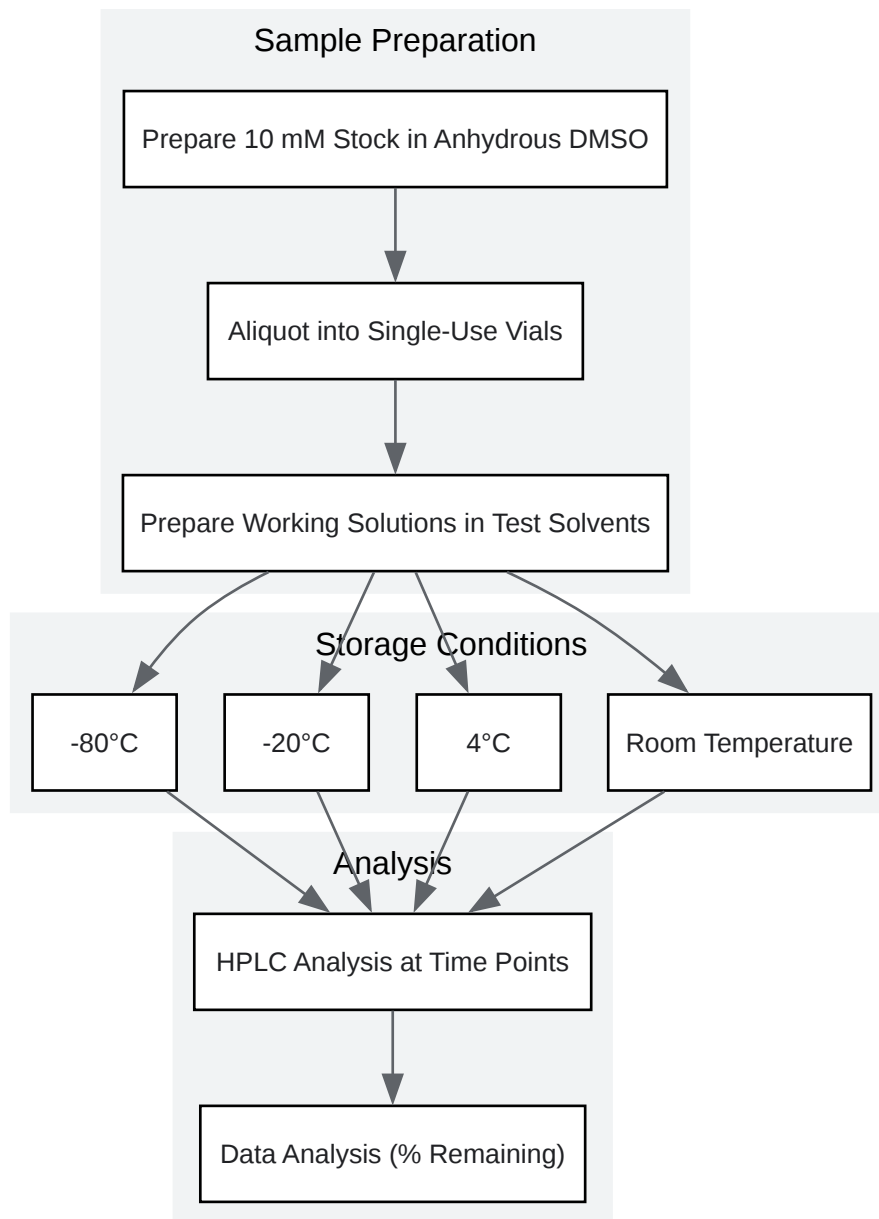 Sample Preparation
Prepare 10 mM Stock in Anhydrous DMSO
Aliquot into Single-Use Vials
Prepare Working Solutions in Test Solvents
Storage Conditions
-80°C
-20°C
4°C
Room Temperature
Analysis
HPLC Analysis at Time Points
Data Analysis (% Remaining)